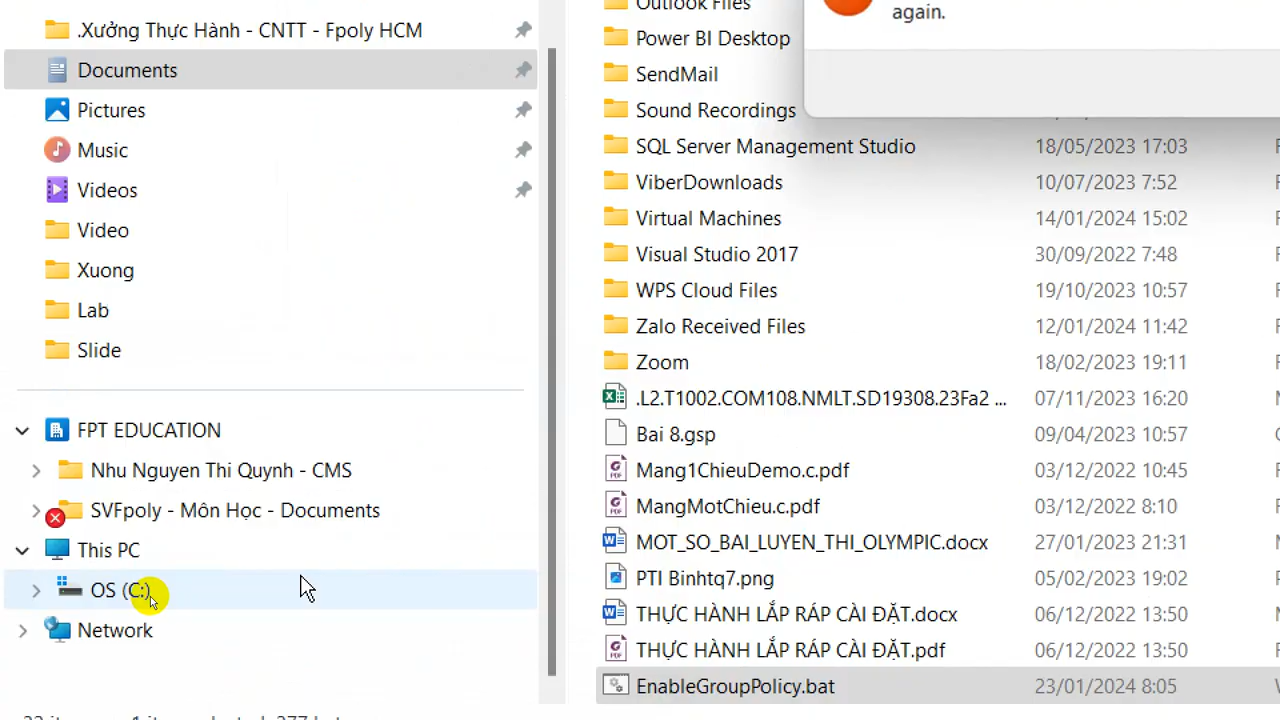 .Xưởng Thực Hành - CNTT - Fpoly HCM
Documents
Pictures
Music
Videos
Video
Xuong
Lab
Slide
FPT EDUCATION
Nhu Nguyen Thi Quynh - CMS
SVFpoly - Môn Học - Documents
This PC
OS (C:)
Network
again.
Outlook Files
Power BI Desktop
SendMail
Sound Recordings
SQL Server Management Studio 18/05/2023 17:03
ViberDownloads 10/07/2023 7:52
Virtual Machines 14/01/2024 15:02
Visual Studio 2017 30/09/2022 7:48
WPS Cloud Files 19/10/2023 10:57
Zalo Received Files 12/01/2024 11:42
Zoom 18/02/2023 19:11
.L2.T1002.COM108.NMLT.SD19308.23Fa2 ... 07/11/2023 16:20
Bai 8.gsp 09/04/2023 10:57
Mang1ChieuDemo.c.pdf 03/12/2022 10:45
MangMotChieu.c.pdf 03/12/2022 8:10
MOT_SO_BAI_LUYEN_THI_OLYMPIC.docx 27/01/2023 21:31
PTI Binhtq7.png 05/02/2023 19:02
THỰC HÀNH LẮP RÁP CÀI ĐẶT.docx 06/12/2022 13:50
THỰC HÀNH LẮP RÁP CÀI ĐẶT.pdf 06/12/2022 13:50
EnableGroupPolicy.bat 23/01/2024 8:05